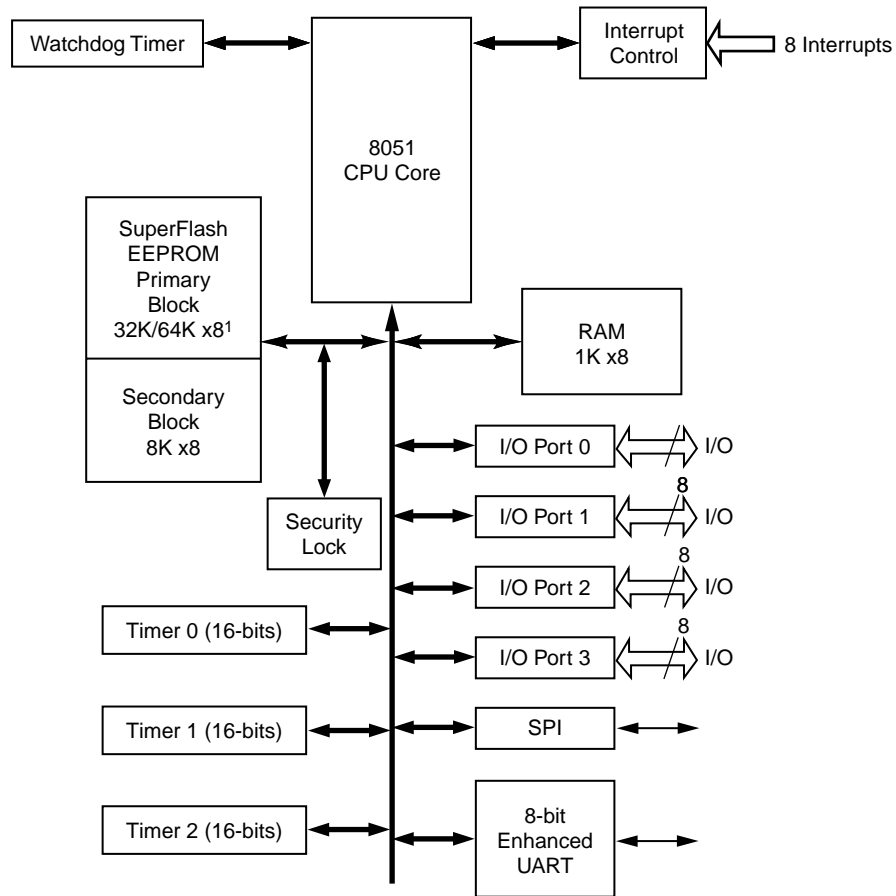 Watchdog Timer
Interrupt
Control
8 Interrupts
8051
CPU Core
SuperFlash
EEPROM
Primary
Block
32K/64K x8¹
RAM
1K x8
Secondary
Block
8K x8
I/O Port 0
I/O
8
Security
Lock
I/O Port 1
I/O
8
I/O Port 2
I/O
8
Timer 0 (16-bits)
I/O Port 3
I/O
Timer 1 (16-bits)
SPI
Timer 2 (16-bits)
8-bit
Enhanced
UART